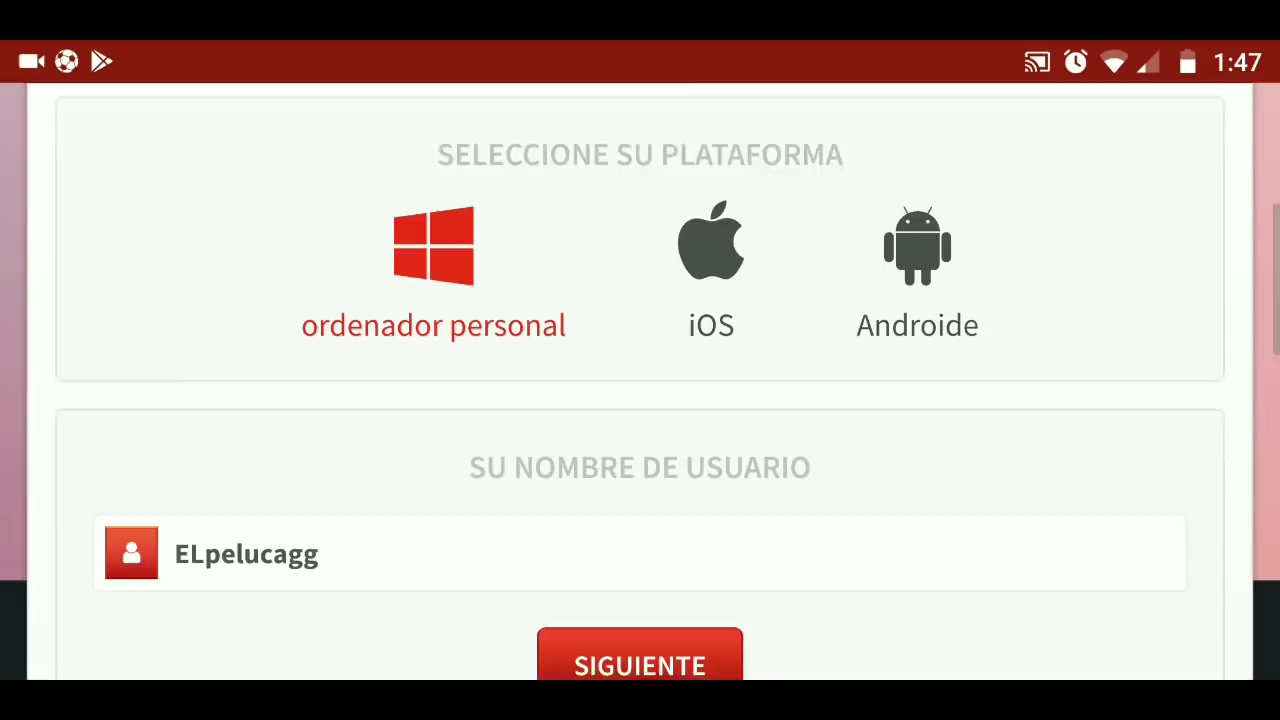 1:47
SELECCIONE SU PLATAFORMA
ordenador personal
iOS
Androide
SU NOMBRE DE USUARIO
ELpelucagg
SIGUIENTE